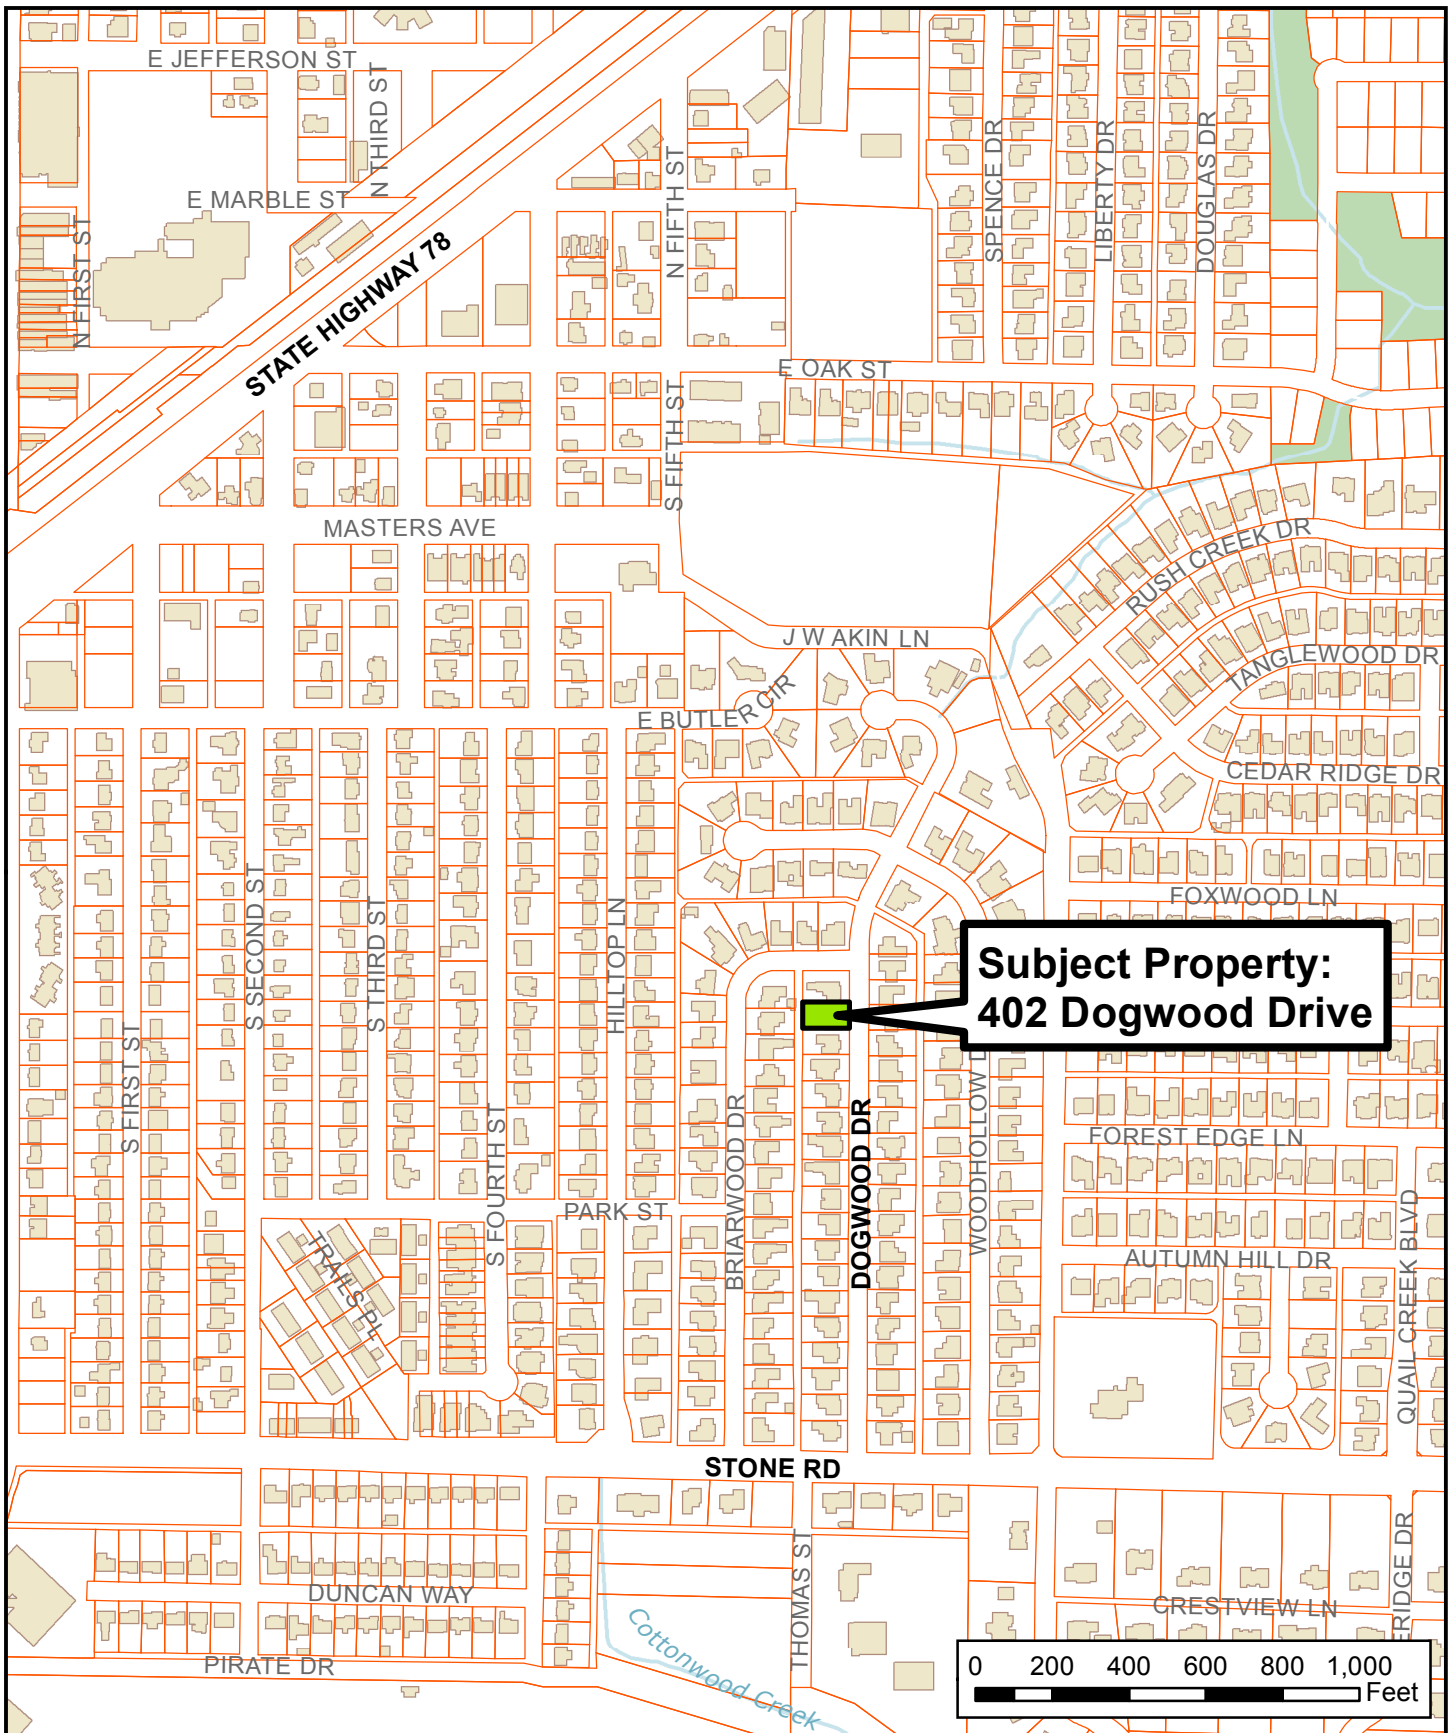 E JEFFERSON ST
N THIRD ST
E MARBLE ST
N FIRST ST
STATE HIGHWAY 78
N FIFTH ST
SPENCE DR
LIBERTY DR
DOUGLAS DR
E OAK ST
S FIFTH ST
MASTERS AVE
RUSH CREEK DR
J W AKIN LN
TANGLEWOOD DR
E BUTLER CIR
CEDAR RIDGE DR
FOXWOOD LN
S SECOND ST
S THIRD ST
HILLTOP LN
Subject Property:
402 Dogwood Drive
S FIRST ST
S FOURTH ST
BRIARWOOD DR
DOGWOOD DR
WOODHOLLOW D
FOREST EDGE LN
PARK ST
TRAILS PL
AUTUMN HILL DR
QUAIL CREEK BLVD
STONE RD
THOMAS ST
DUNCAN WAY
CRESTVIEW LN
RIDGE DR
PIRATE DR
Cottonwood Creek
0 200 400 600 800 1,000
Feet